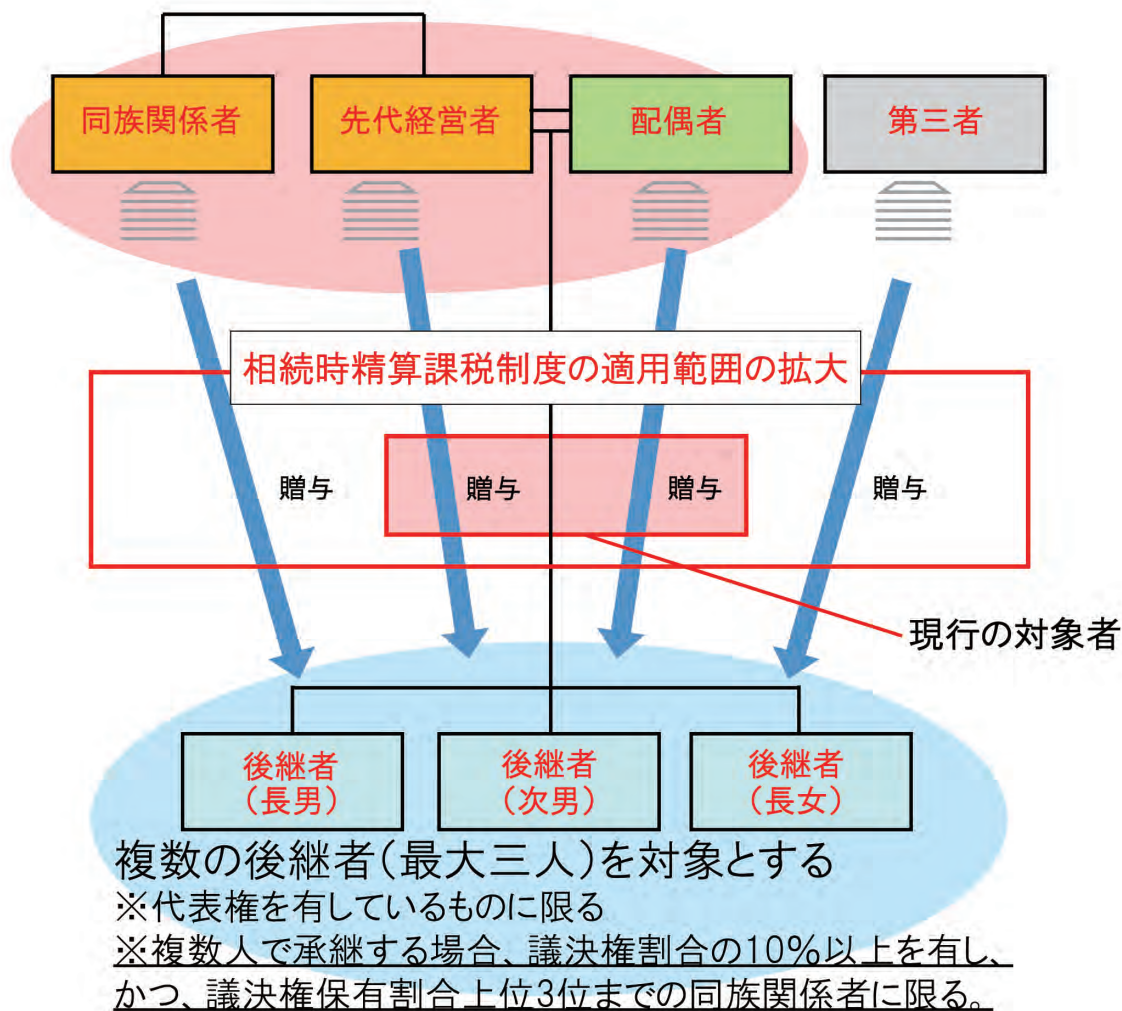 同族関係者
先代経営者
配偶者
第三者
相続時精算課税制度の適用範囲の拡大
贈与
贈与
贈与
贈与
現行の対象者
後継者
（長男）
後継者
（次男）
後継者
（長女）
複数の後継者（最大三人）を対象とする
※代表権を有しているものに限る
※複数人で承継する場合、議決権割合の10％以上を有し、
かつ、議決権保有割合上位3位までの同族関係者に限る。